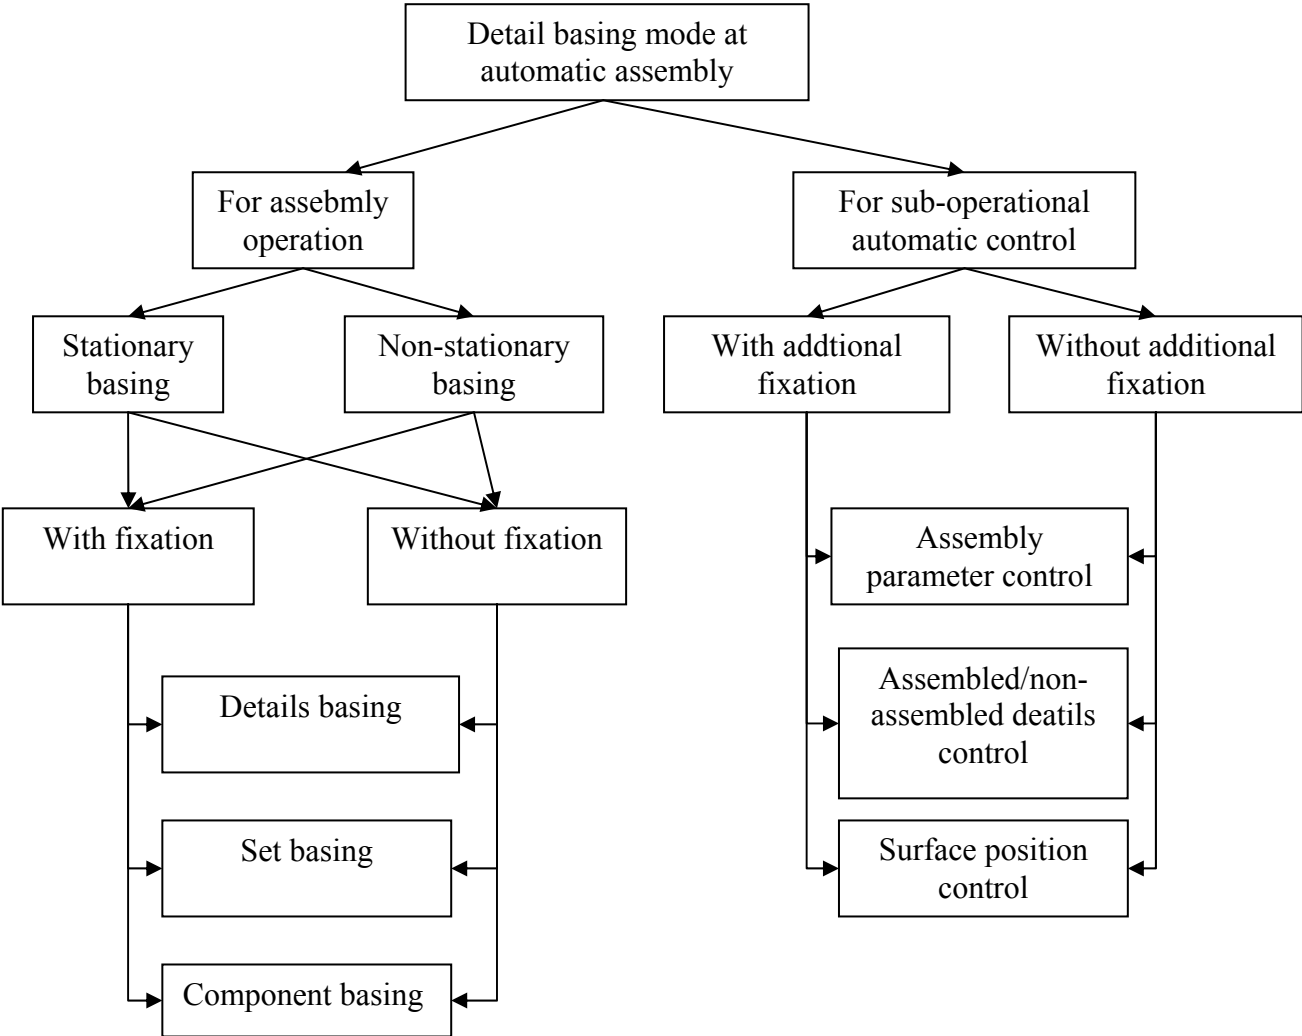 Detail basing mode at
automatic assembly
For assebmly
operation
For sub-operational
automatic control
Stationary
basing
Non-stationary
basing
With addtional
fixation
Without additional
fixation
With fixation
Without fixation
Assembly
parameter control
Details basing
Assembled/non-
assembled deatils
control
Set basing
Surface position
control
Component basing